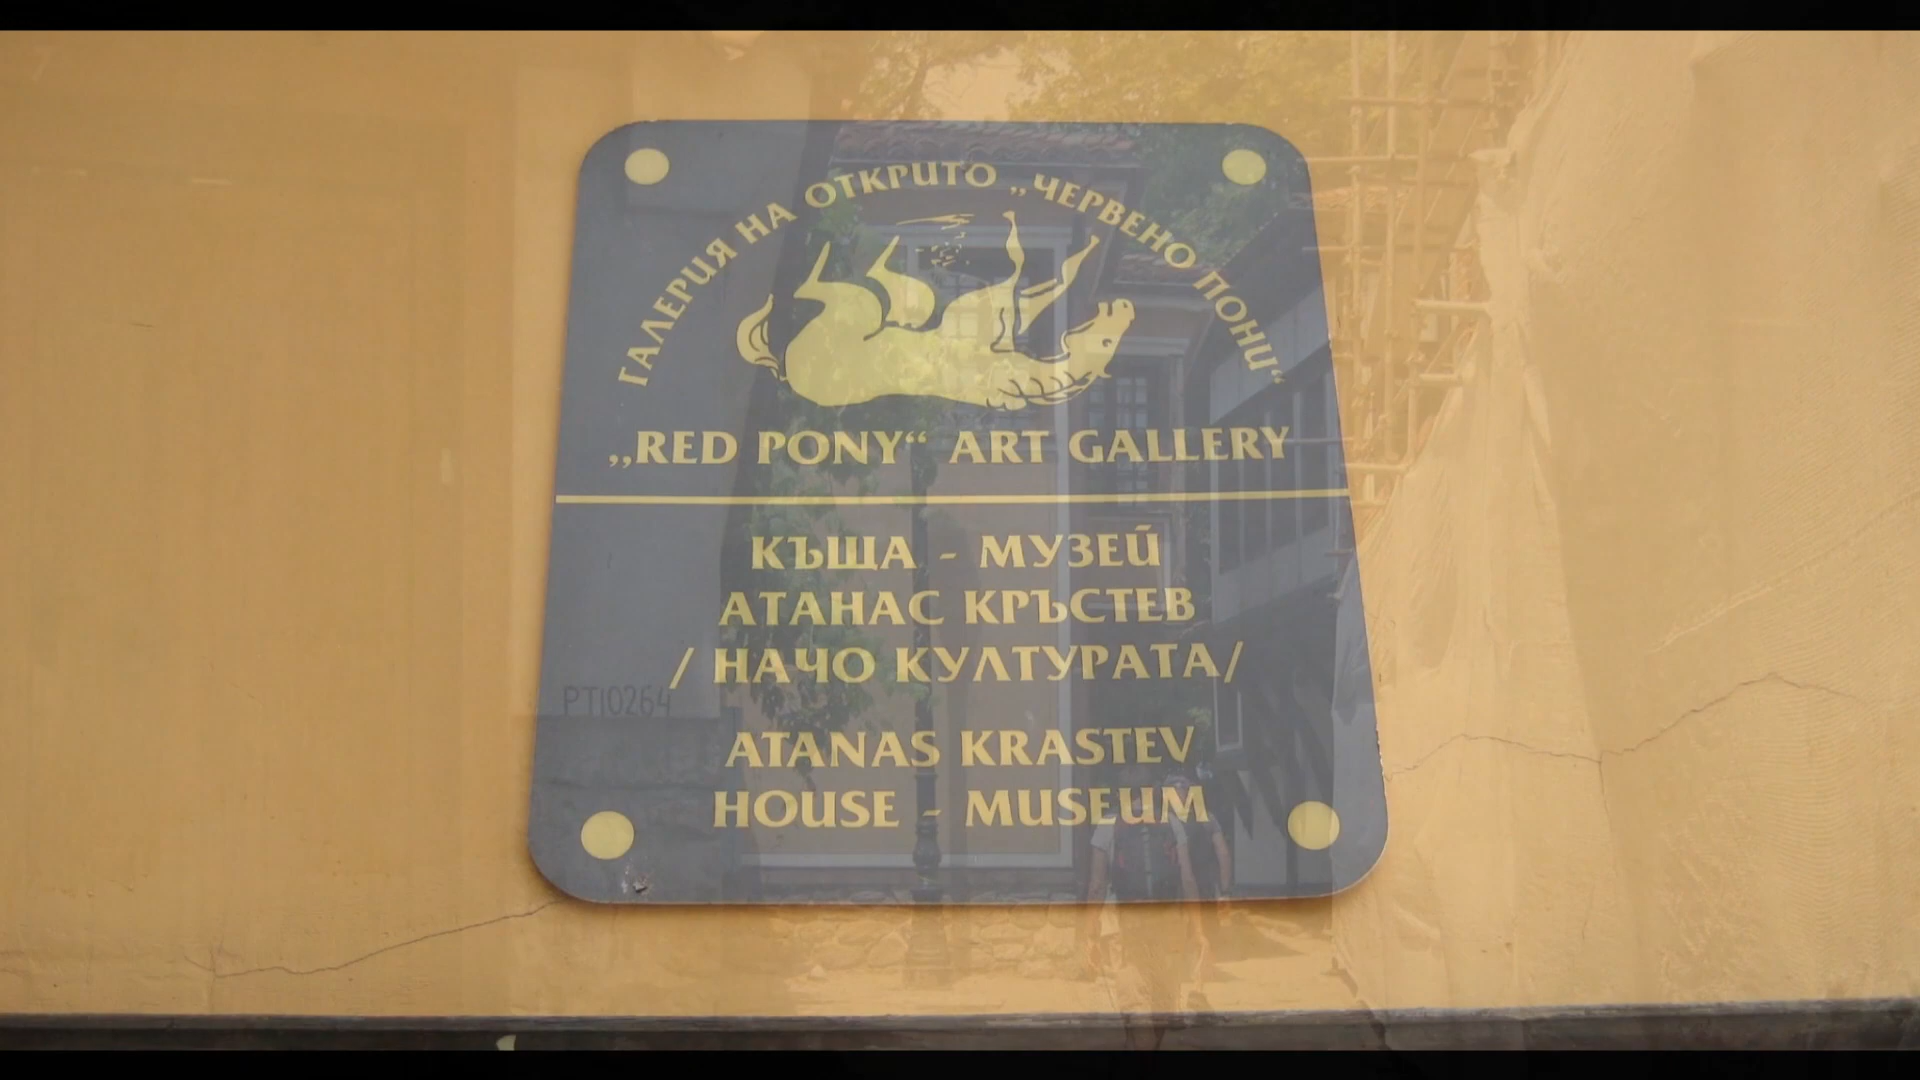 ГАЛЕРИЯ НА ОТКРИТО „ЧЕРВЕНО ПОНИ“
„RED PONY“ ART GALLERY
КЪЩА - МУЗЕЙ
АТАНАС КРЪСТЕВ
/ НАЧО КУЛТУРАТА/
РТ10264
ATANAS KRASTEV
HOUSE - MUSEUM